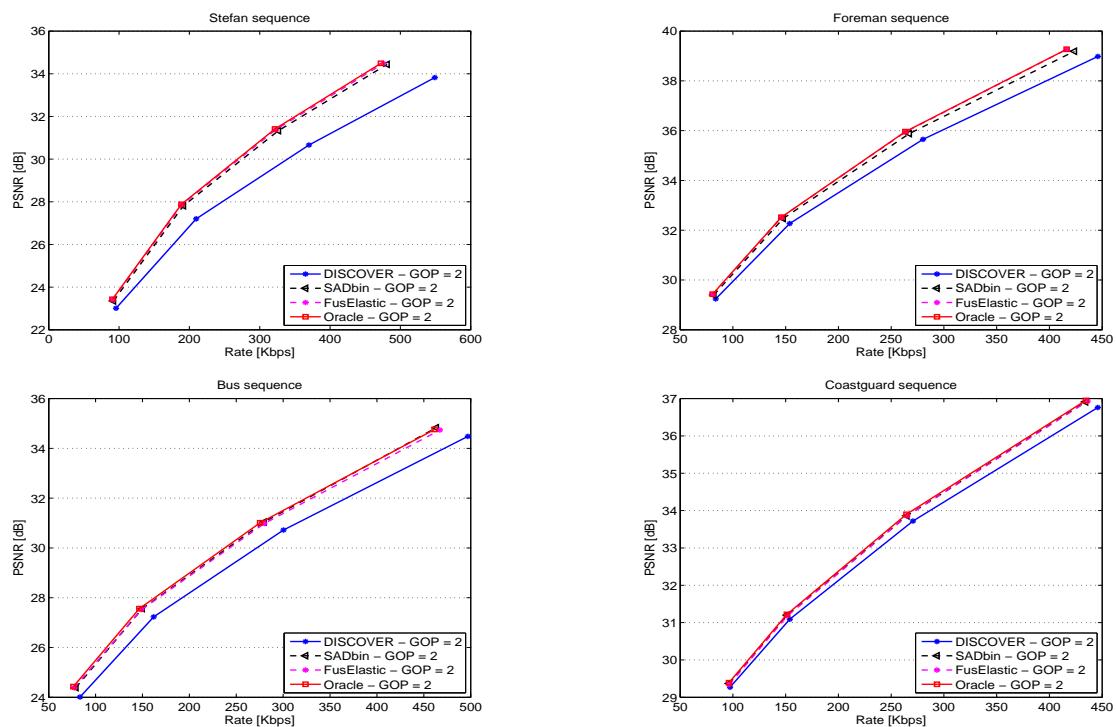 Stefan sequence
36
34
32
30
28
26
24
22
0
100
200
300
400
500
600
PSNR [dB]
Rate [Kbps]
DISCOVER – GOP = 2
SADbin – GOP = 2
FusElastic – GOP = 2
Oracle – GOP = 2
Foreman sequence
40
38
36
34
32
30
28
50
100
150
200
250
300
350
400
450
PSNR [dB]
Rate [Kbps]
DISCOVER – GOP = 2
SADbin – GOP = 2
FusElastic – GOP = 2
Oracle – GOP = 2
Bus sequence
36
34
32
30
28
26
24
50
100
150
200
250
300
350
400
450
500
PSNR [dB]
Rate [Kbps]
DISCOVER – GOP = 2
SADbin – GOP = 2
FusElastic – GOP = 2
Oracle – GOP = 2
Coastguard sequence
37
36
35
34
33
32
31
30
29
50
100
150
200
250
300
350
400
450
PSNR [dB]
Rate [Kbps]
DISCOVER – GOP = 2
SADbin – GOP = 2
FusElastic – GOP = 2
Oracle – GOP = 2